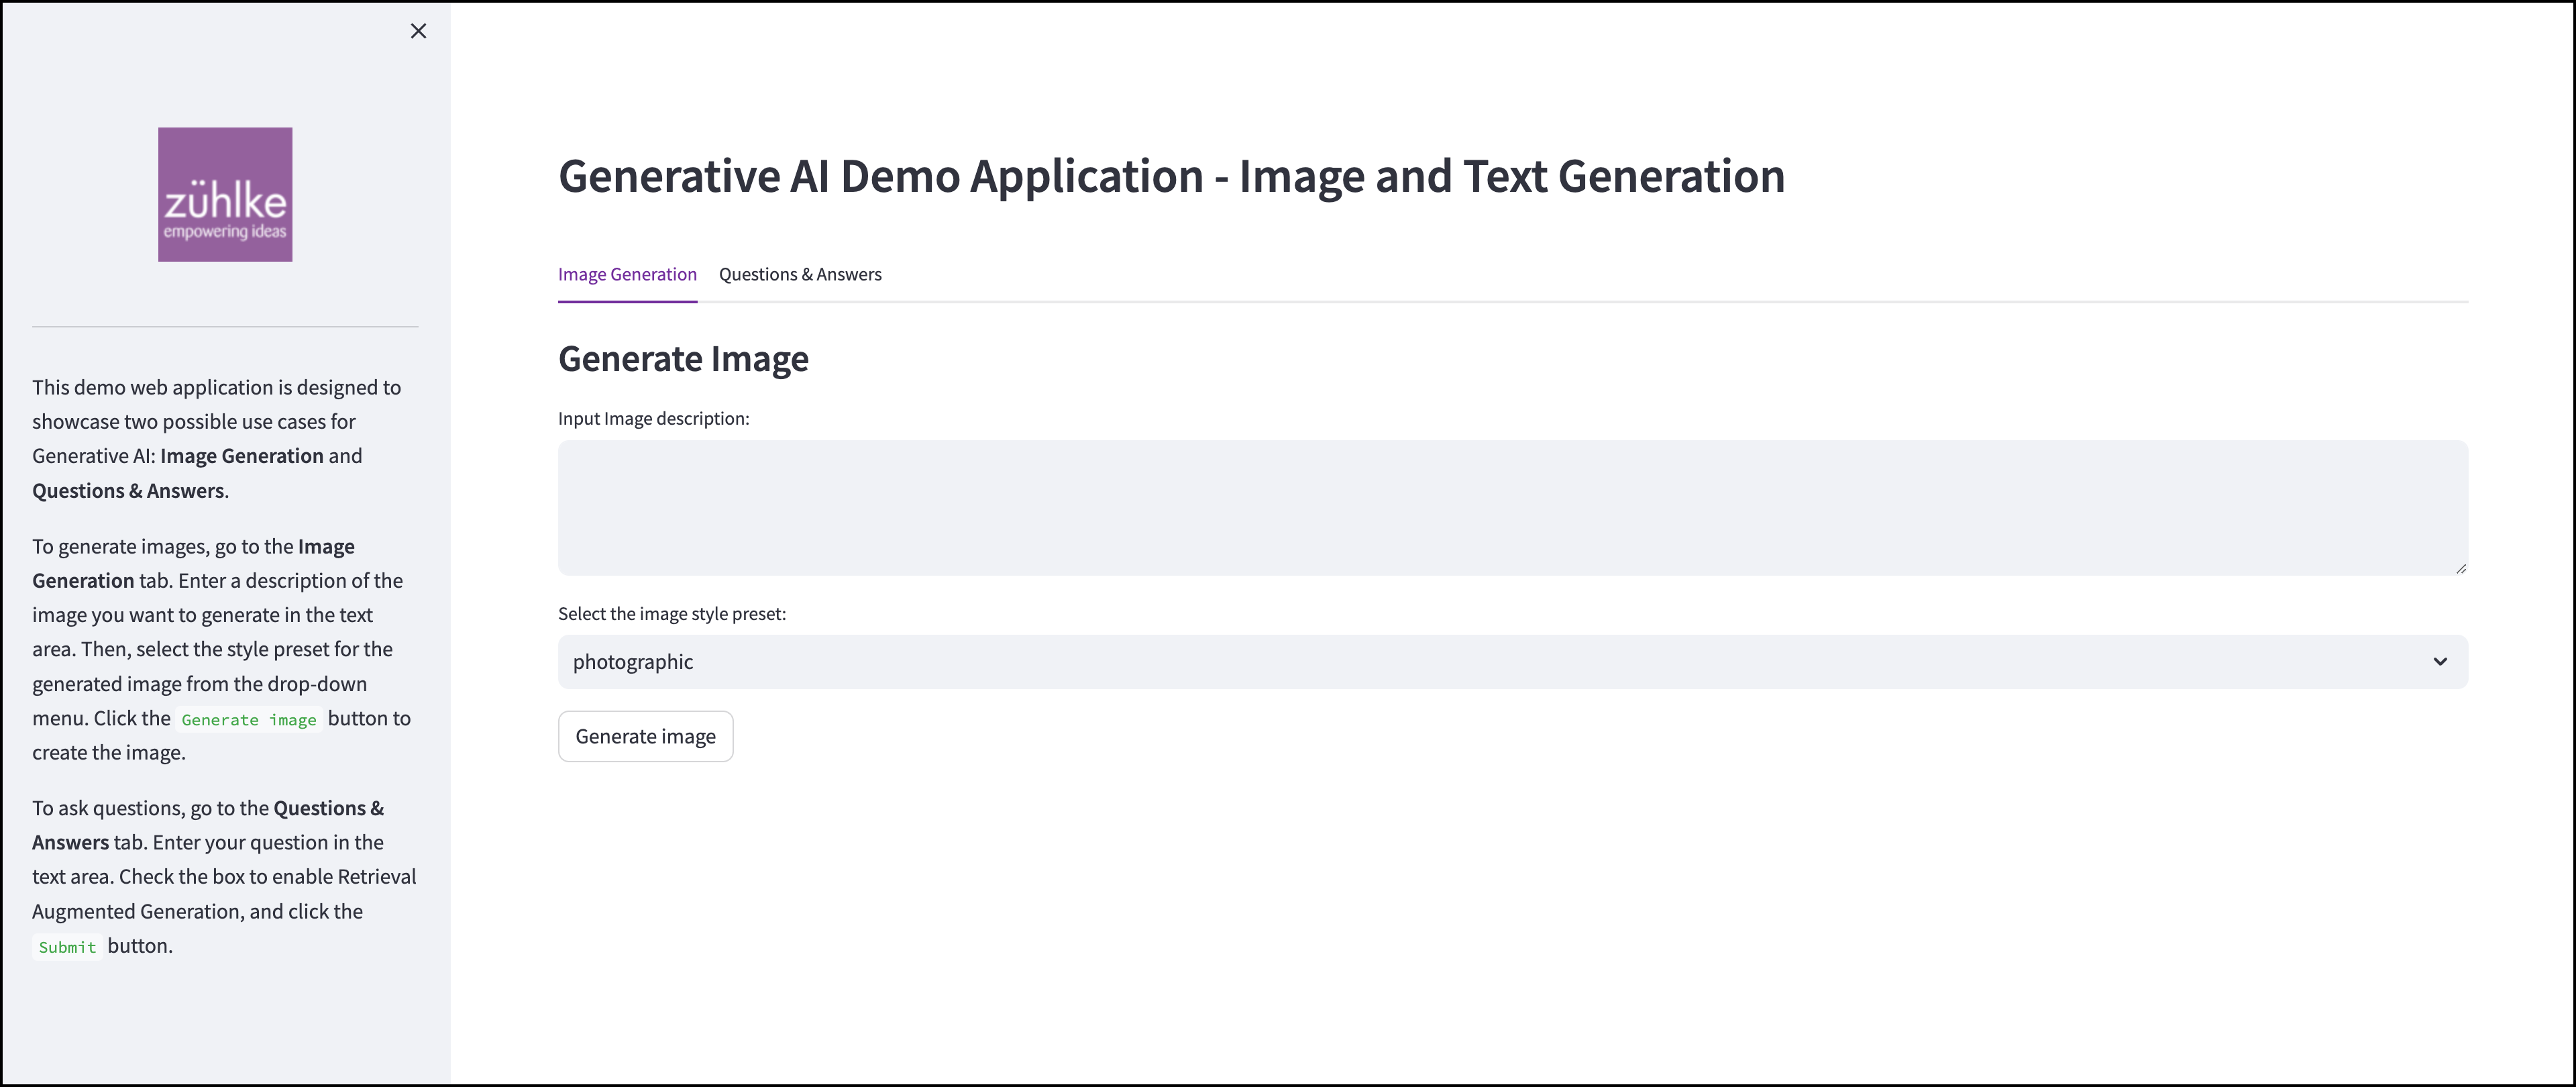 zühlke
empowering ideas
This demo web application is designed to
showcase two possible use cases for
Generative AI: Image Generation and
Questions & Answers.
To generate images, go to the Image
Generation tab. Enter a description of the
image you want to generate in the text
area. Then, select the style preset for the
generated image from the drop-down
menu. Click the Generate image button to
create the image.
To ask questions, go to the Questions &
Answers tab. Enter your question in the
text area. Check the box to enable Retrieval
Augmented Generation, and click the
Submit button.
Generative AI Demo Application - Image and Text Generation
Image Generation Questions & Answers
Generate Image
Input Image description:
Select the image style preset:
photographic
Generate image